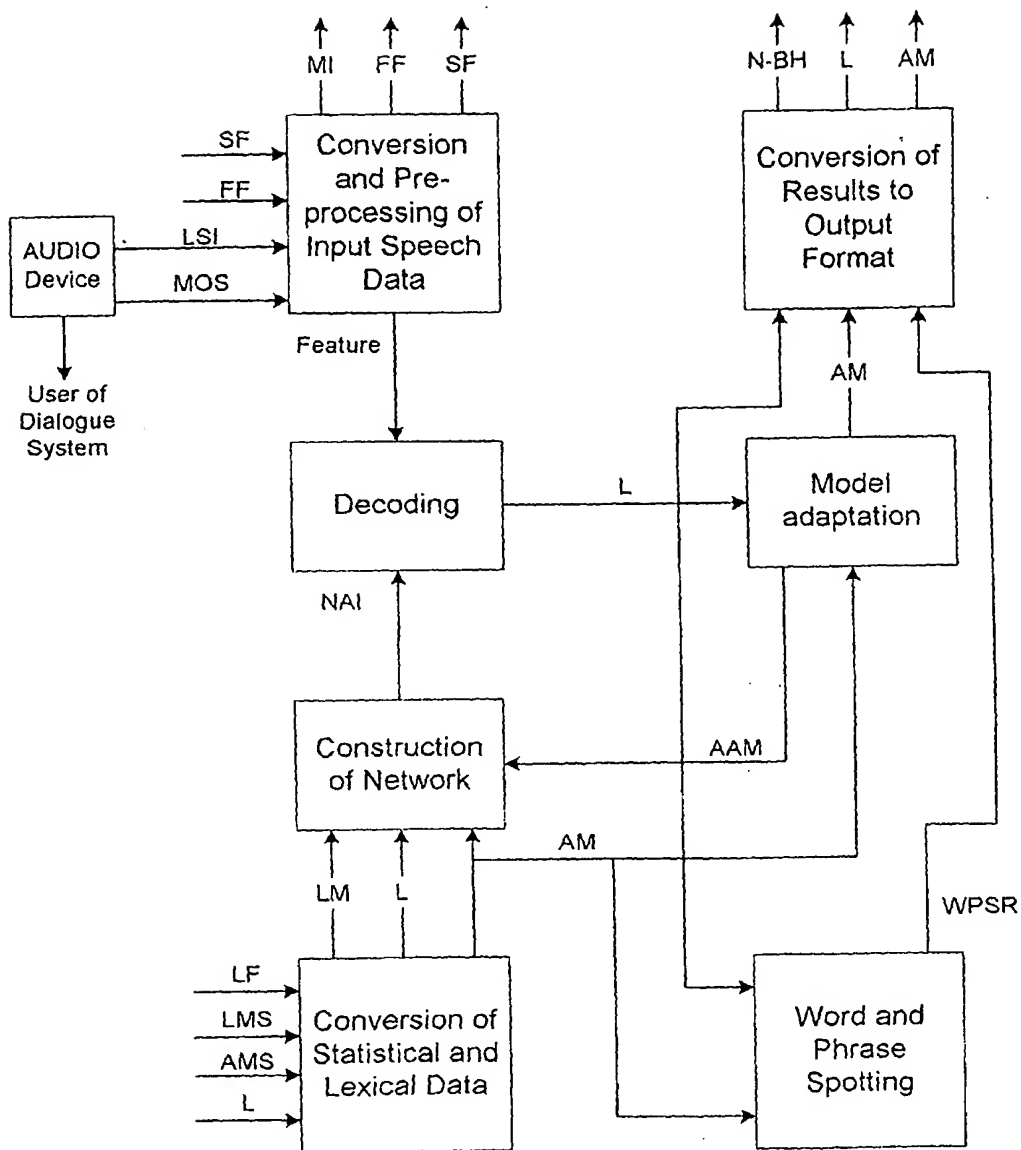 MI FF SF
N-BH L AM
SF
FF
LSI
MOS
AUDIO
Device
User of
Dialogue
System
Conversion
and Pre-
processing of
Input Speech
Data
Conversion of
Results to
Output
Format
Feature
AM
Decoding
L
Model
adaptation
NAI
Construction
of Network
AAM
LM L
AM
WPSR
LF
LMS
AMS
L
Conversion of
Statistical and
Lexical Data
Word and
Phrase
Spotting